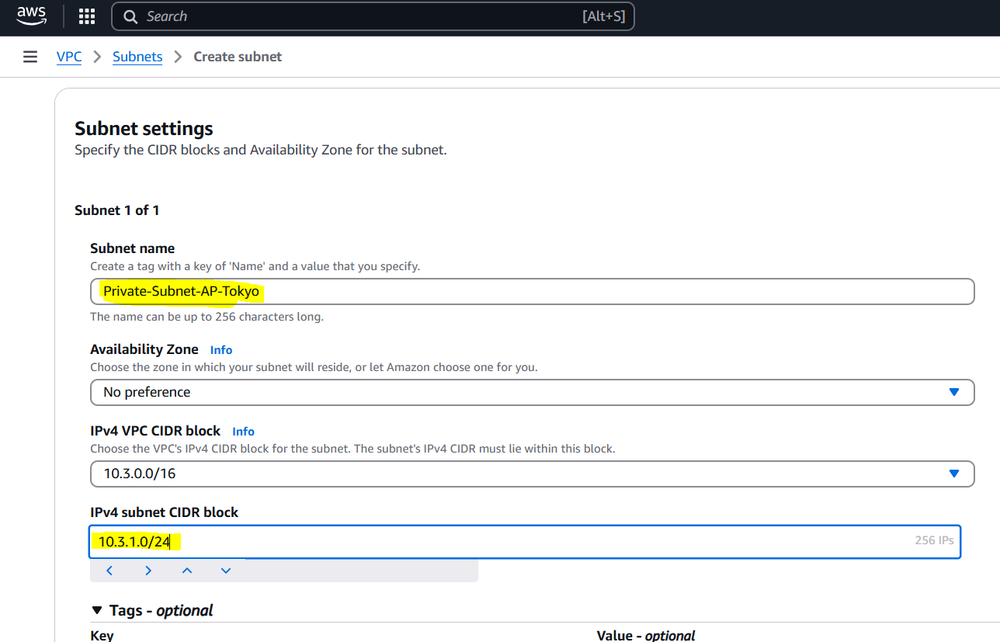 aws
Search [Alt+S]
VPC Subnets Create subnet
Subnet settings
Specify the CIDR blocks and Availability Zone for the subnet.
Subnet 1 of 1
Subnet name
Create a tag with a key of 'Name' and a value that you specify.
Private-Subnet-AP-Tokyo
The name can be up to 256 characters long.
Availability Zone Info
Choose the zone in which your subnet will reside, or let Amazon choose one for you.
No preference
IPv4 VPC CIDR block Info
Choose the VPC's IPv4 CIDR block for the subnet. The subnet's IPv4 CIDR must lie within this block.
10.3.0.0/16
IPv4 subnet CIDR block
10.3.1.0/24 256 IPs
Tags - optional
Key Value - optional